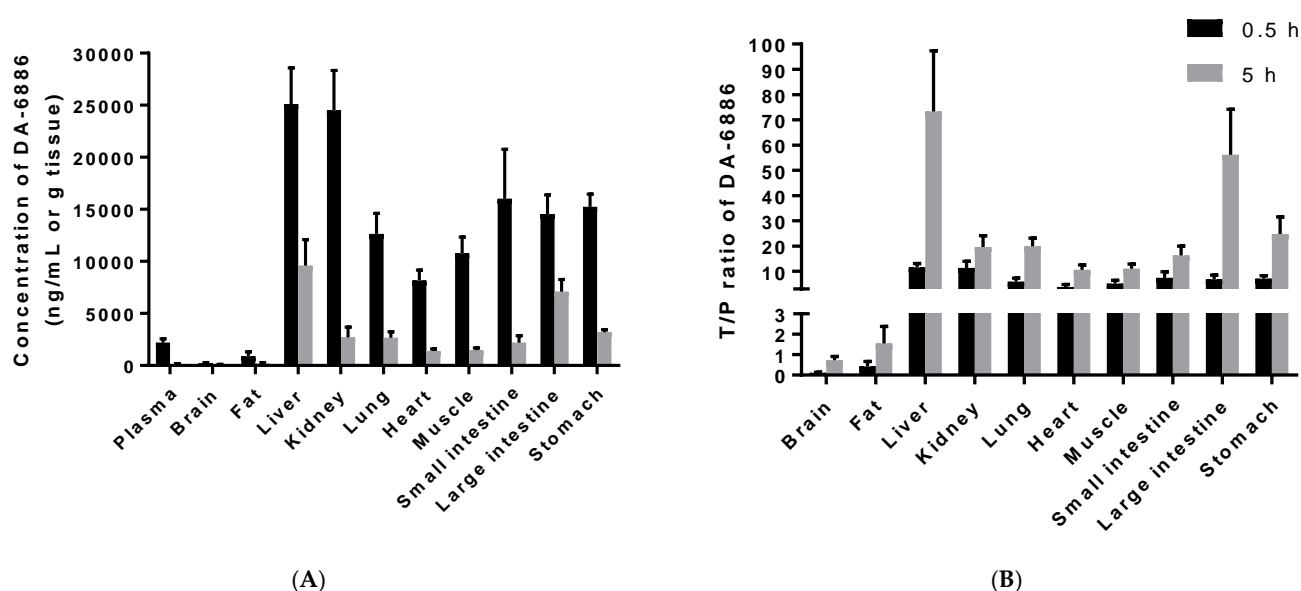 Concentration of DA-6886
(ng/mL or g tissue)
30000
25000
20000
15000
10000
5000
0
Plasma
Brain
Fat
Liver
Kidney
Lung
Heart
Muscle
Small intestine
Large intestine
Stomach
(A)
0.5 h
5 h
T/P ratio of DA-6886
100
90
80
70
60
50
40
30
20
10
3
2
1
0
Brain
Fat
Liver
Kidney
Lung
Heart
Muscle
Small intestine
Large intestine
Stomach
(B)